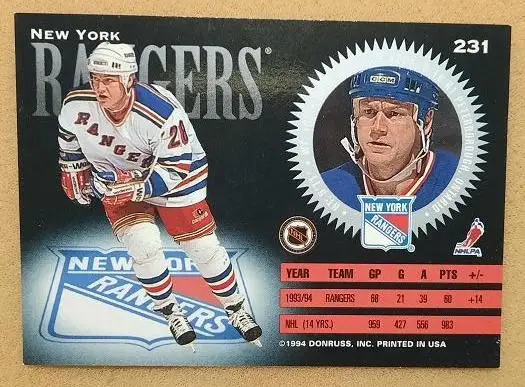 NEW YORK
RANGERS®
231
CCM
RANGERS
20
NEW YORK
RANGERS
®
NHL
NHLPA
NEW YORK
RANGERS
YEAR TEAM GP G A PTS +/-
1993/94 RANGERS 68 21 39 60 +14
NHL (14 YRS.) 959 427 556 983
©1994 DONRUSS, INC. PRINTED IN USA